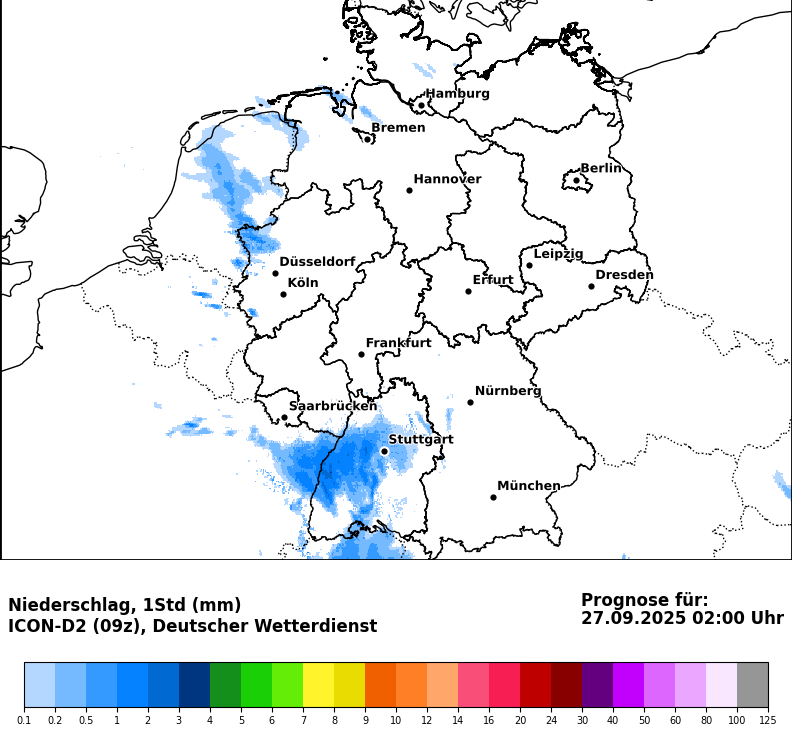 Hamburg
Bremen
Berlin
Hannover
Leipzig
Düsseldorf
Dresden
Köln
Erfurt
Frankfurt
Nürnberg
Saarbrücken
Stuttgart
München
Niederschlag, 1Std (mm)
ICON-D2 (09z), Deutscher Wetterdienst
Prognose für:
27.09.2025 02:00 Uhr
0.1 0.2 0.5 1 2 3 4 5 6 7 8 9 10 12 14 16 20 24 30 40 50 60 80 100 125